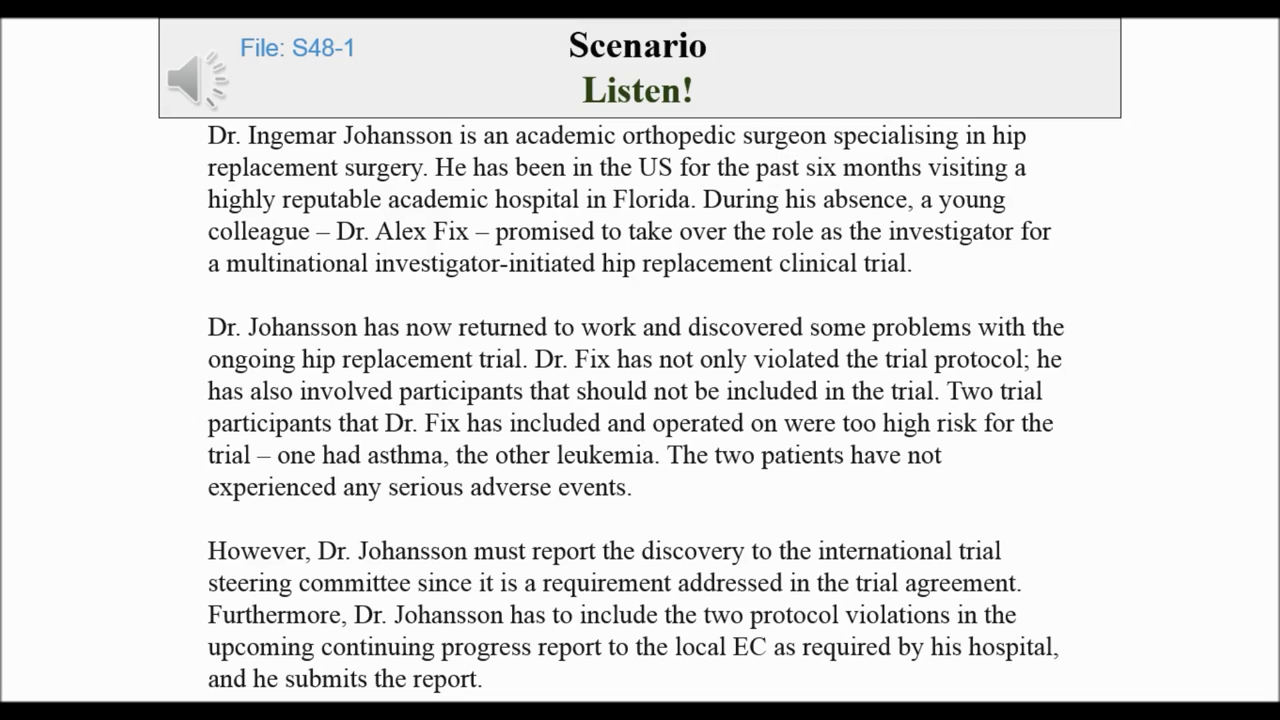 File: S48-1
Scenario
Listen!
Dr. Ingemar Johansson is an academic orthopedic surgeon specialising in hip
replacement surgery. He has been in the US for the past six months visiting a
highly reputable academic hospital in Florida. During his absence, a young
colleague – Dr. Alex Fix – promised to take over the role as the investigator for
a multinational investigator-initiated hip replacement clinical trial.
Dr. Johansson has now returned to work and discovered some problems with the
ongoing hip replacement trial. Dr. Fix has not only violated the trial protocol; he
has also involved participants that should not be included in the trial. Two trial
participants that Dr. Fix has included and operated on were too high risk for the
trial – one had asthma, the other leukemia. The two patients have not
experienced any serious adverse events.
However, Dr. Johansson must report the discovery to the international trial
steering committee since it is a requirement addressed in the trial agreement.
Furthermore, Dr. Johansson has to include the two protocol violations in the
upcoming continuing progress report to the local EC as required by his hospital,
and he submits the report.